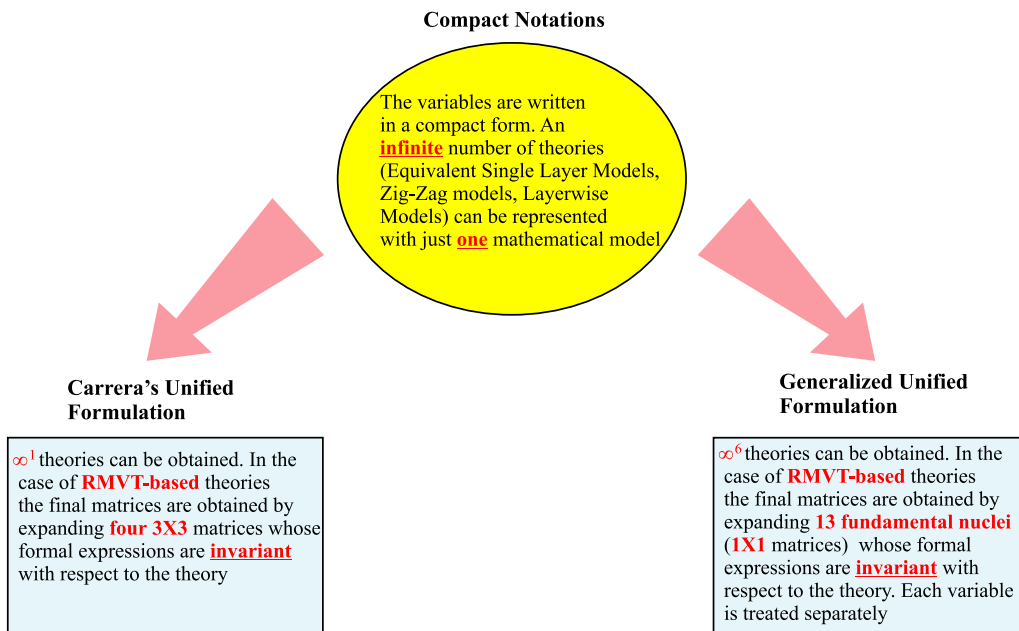 Compact Notations
The variables are written
in a compact form. An
infinite number of theories
(Equivalent Single Layer Models,
Zig-Zag models, Layerwise
Models) can be represented
with just one mathematical model
Carrera’s Unified
Formulation
∞¹ theories can be obtained. In the
case of RMVT-based theories
the final matrices are obtained by
expanding four 3X3 matrices whose
formal expressions are invariant
with respect to the theory
Generalized Unified
Formulation
∞⁶ theories can be obtained. In the
case of RMVT-based theories
the final matrices are obtained by
expanding 13 fundamental nuclei
(1X1 matrices) whose formal
expressions are invariant with
respect to the theory. Each variable
is treated separately